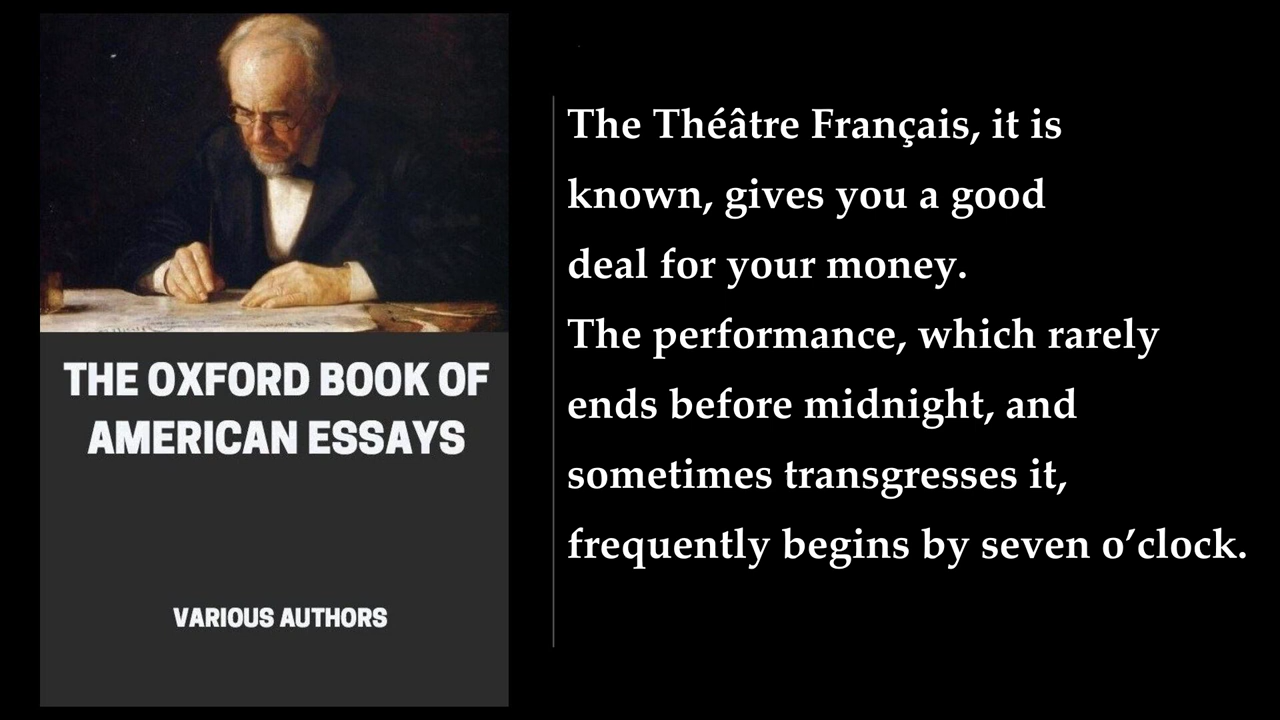 THE OXFORD BOOK OF
AMERICAN ESSAYS
VARIOUS AUTHORS
The Théâtre Français, it is
known, gives you a good
deal for your money.
The performance, which rarely
ends before midnight, and
sometimes transgresses it,
frequently begins by seven o’clock.